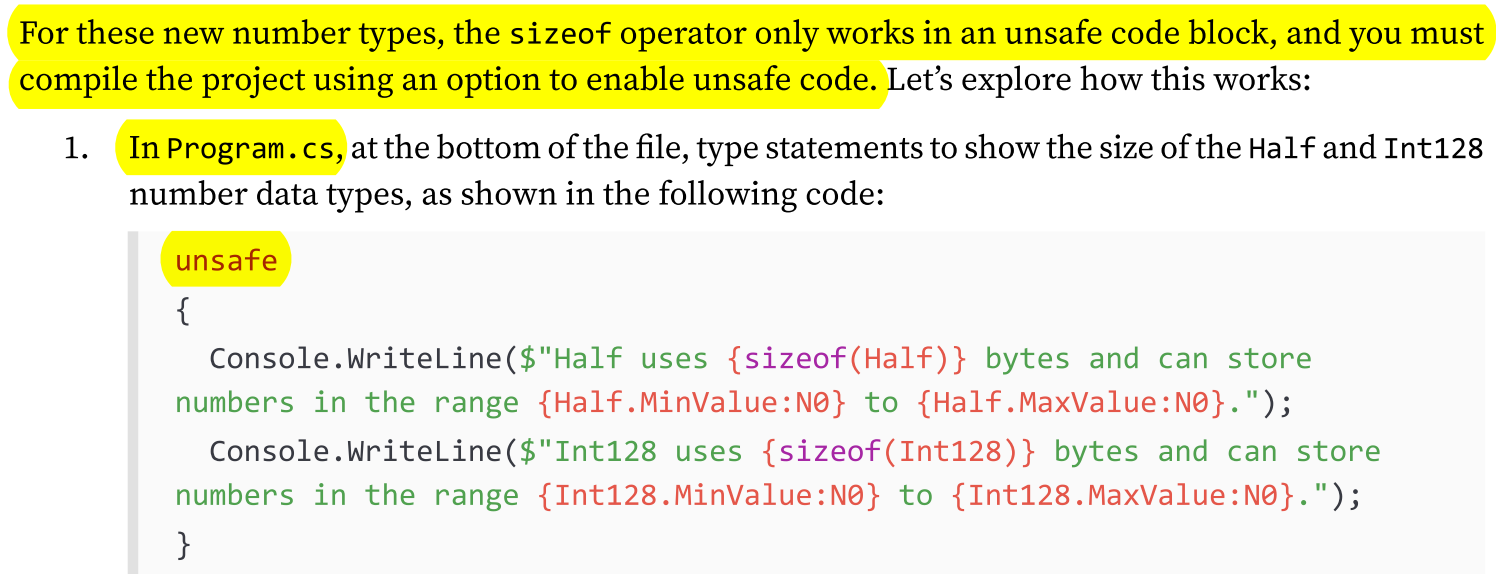 For these new number types, the sizeof operator only works in an unsafe code block, and you must
compile the project using an option to enable unsafe code. Let’s explore how this works:
1. In Program.cs, at the bottom of the file, type statements to show the size of the Half and Int128
number data types, as shown in the following code:
unsafe
{
  Console.WriteLine($"Half uses {sizeof(Half)} bytes and can store
numbers in the range {Half.MinValue:N0} to {Half.MaxValue:N0}.");
  Console.WriteLine($"Int128 uses {sizeof(Int128)} bytes and can store
numbers in the range {Int128.MinValue:N0} to {Int128.MaxValue:N0}.");
}